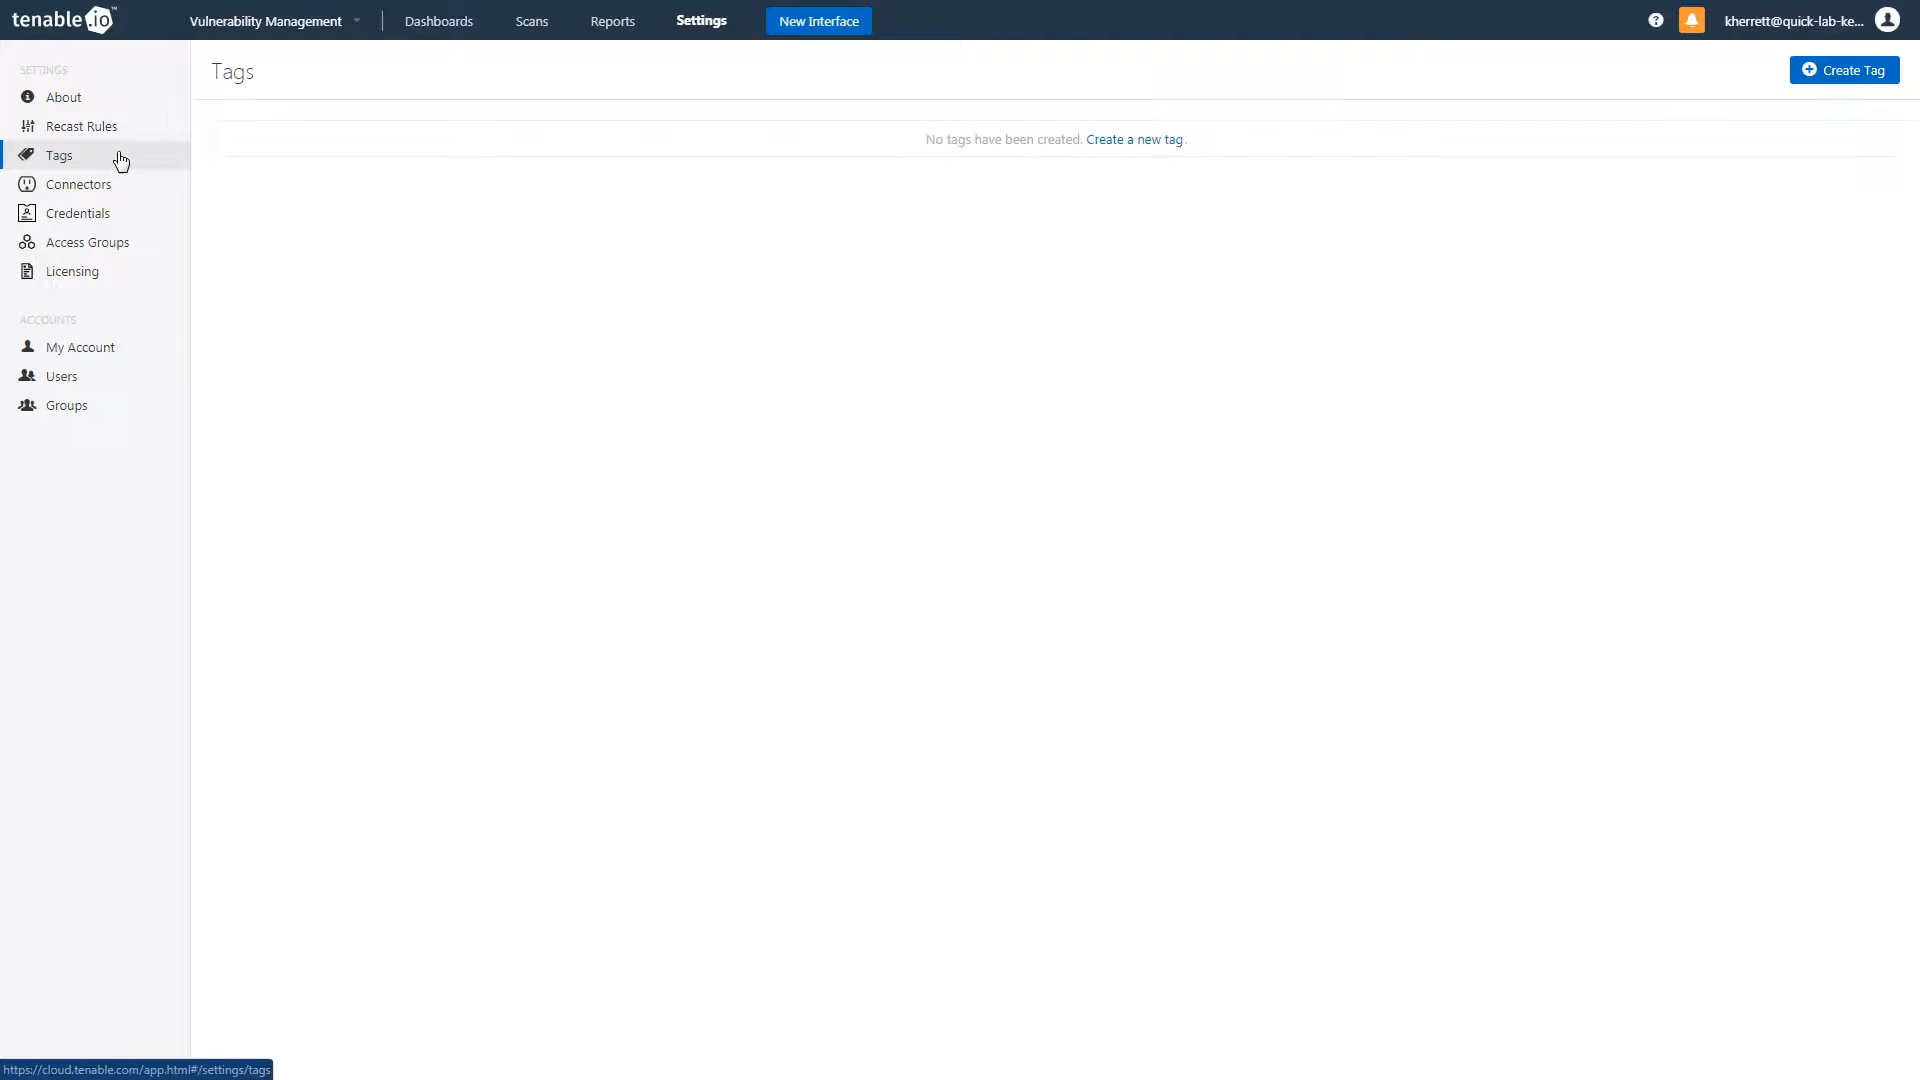 tenable.io™
Vulnerability Management
Dashboards
Scans
Reports
Settings
New Interface
kherrett@quick-lab-ke...
SETTINGS
About
Recast Rules
Tags
Connectors
Credentials
Access Groups
Licensing
ACCOUNTS
My Account
Users
Groups
Tags
Create Tag
No tags have been created. Create a new tag.
https://cloud.tenable.com/app.html#/settings/tags